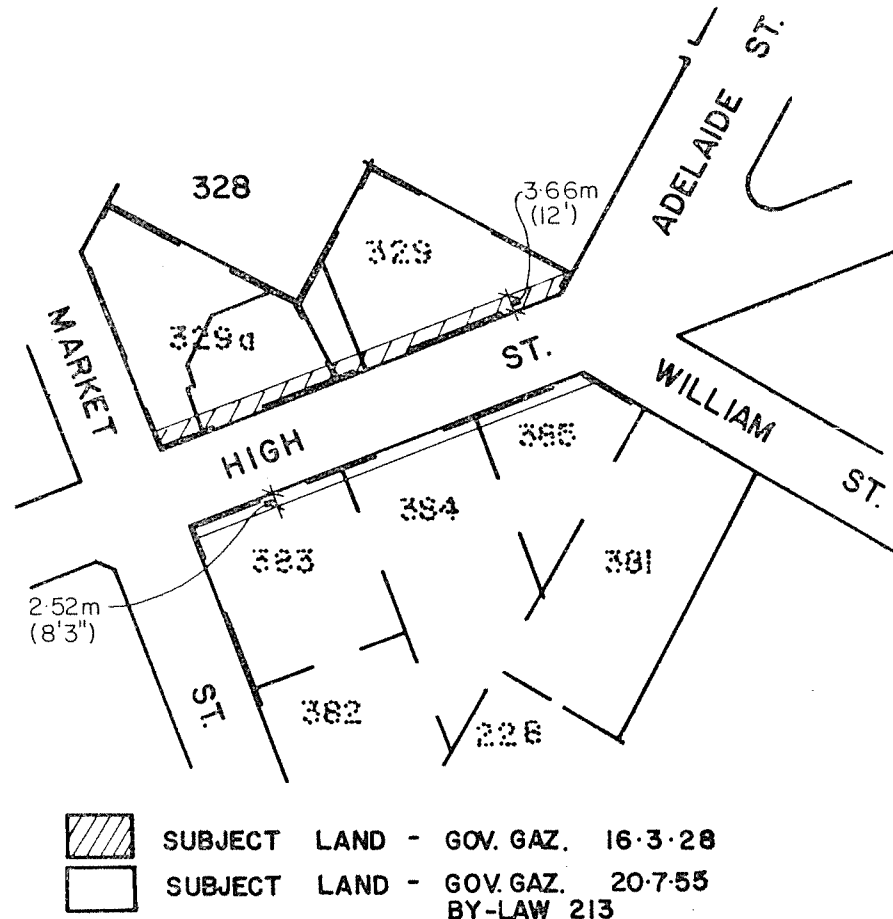 ADELAIDE ST.
328
3·66m
(12')
329
329a
MARKET
ST.
HIGH
ST.
WILLIAM
ST.
385
384
383
381
2·52m
(8'3")
382
228
SUBJECT LAND - GOV. GAZ. 16·3·28
SUBJECT LAND - GOV. GAZ. 20·7·55
BY-LAW 213